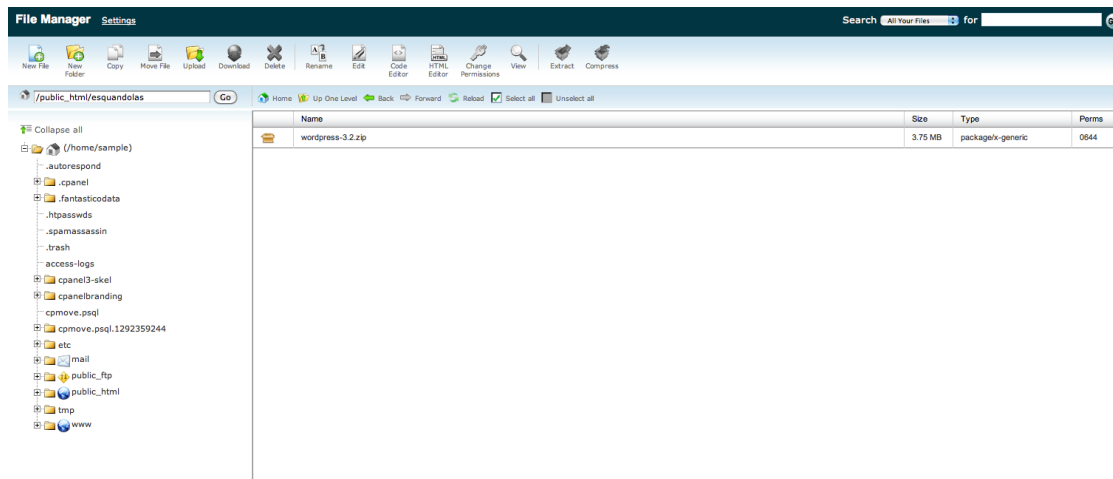 File Manager Settings
Search All Your Files for
New File
New Folder
Copy
Move File
Upload
Download
Delete
Rename
Edit
Code Editor
HTML Editor
Change Permissions
View
Extract
Compress
/public_html/esquandolas Go
Home Up One Level Back Forward Reload Select all Unselect all
Collapse all
(/home/sample)
.autorespond
.cpanel
.fantasticodata
.htpasswds
.spamassassin
.trash
access-logs
cpanel3-skel
cpanelbranding
cpmove.psql
cpmove.psql.1292359244
etc
mail
public_ftp
public_html
tmp
www
Name Size Type Perms
wordpress-3.2.zip 3.75 MB package/x-generic 0644